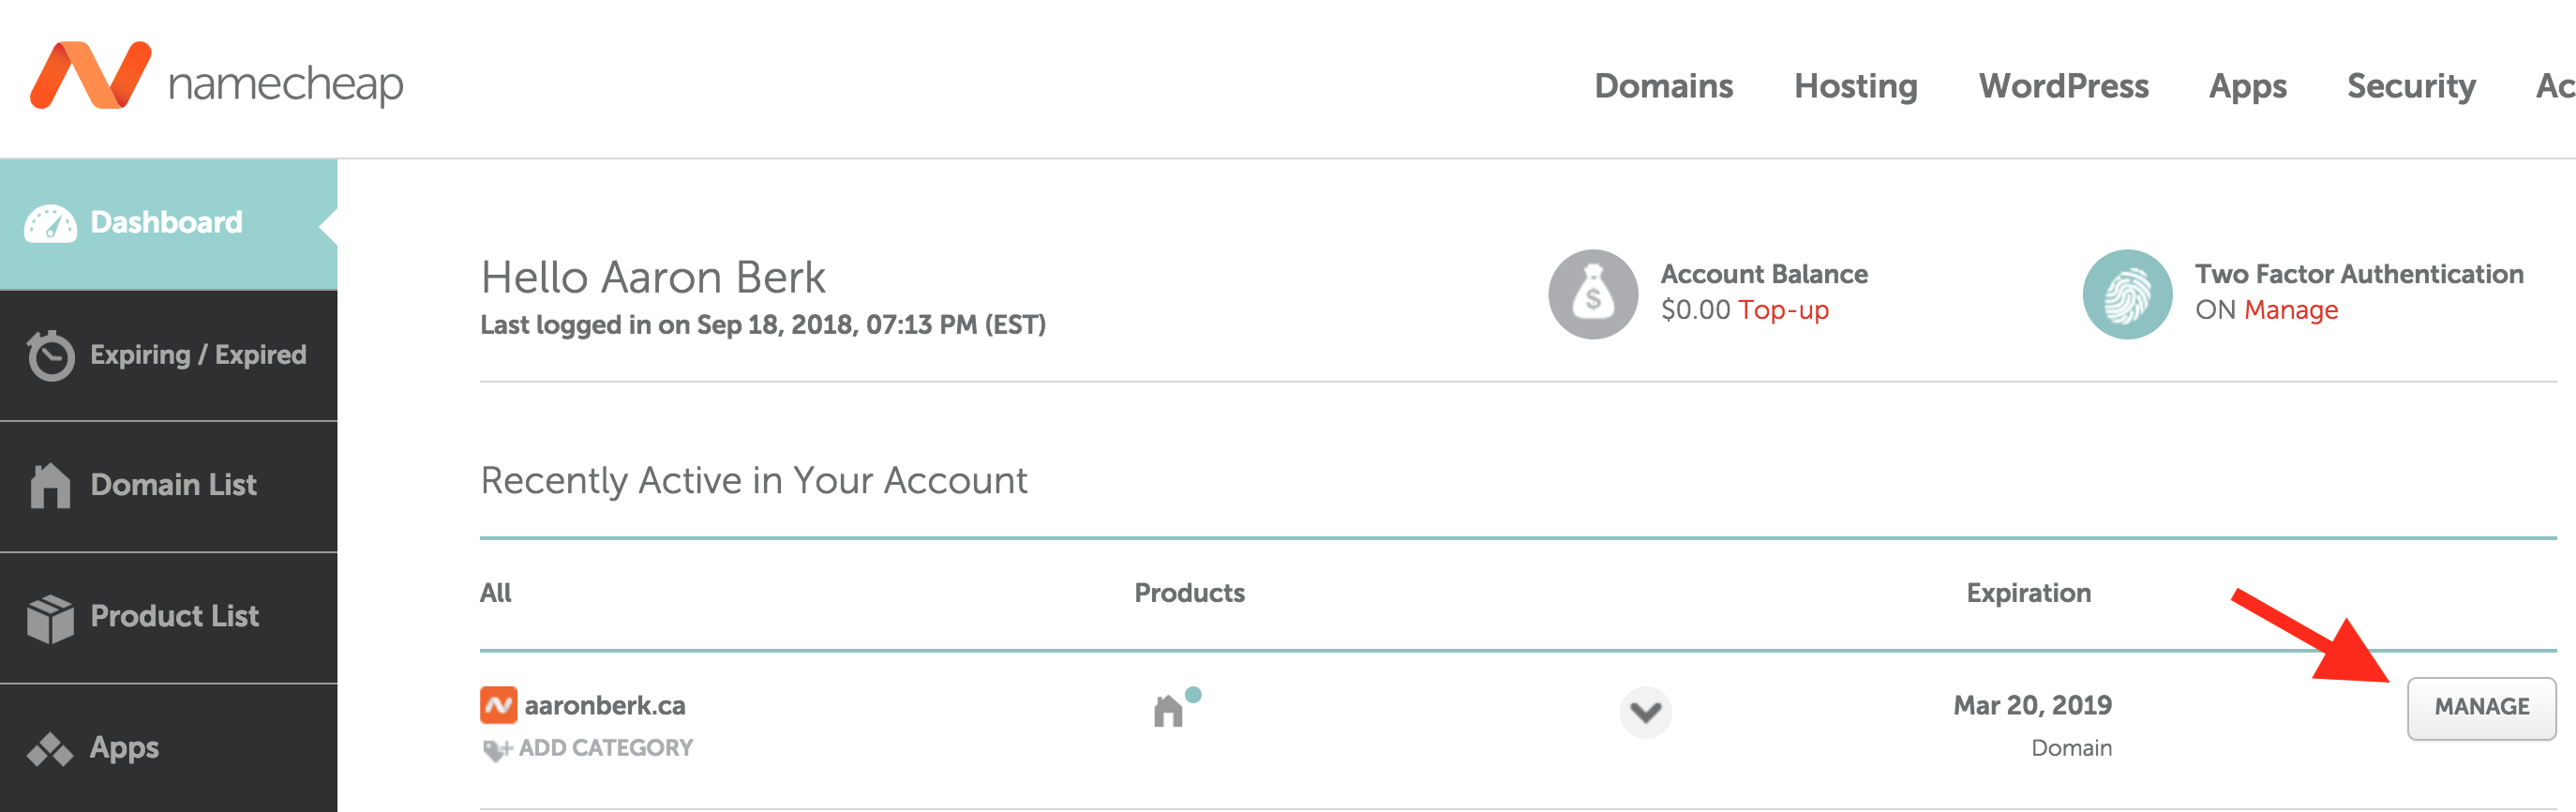 namecheap
Domains Hosting WordPress Apps Security Ac
Dashboard
Expiring / Expired
Domain List
Product List
Apps
Hello Aaron Berk
Last logged in on Sep 18, 2018, 07:13 PM (EST)
Account Balance
$0.00 Top-up
Two Factor Authentication
ON Manage
Recently Active in Your Account
All Products Expiration
aaronberk.ca Mar 20, 2019 MANAGE
ADD CATEGORY Domain